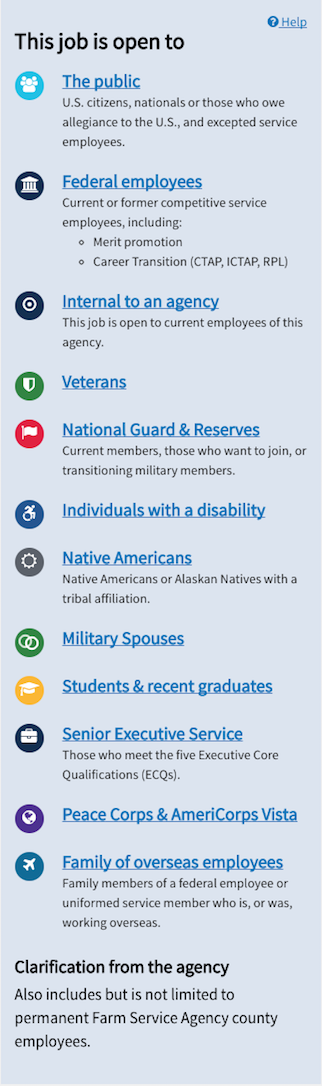 Help
This job is open to
The public
U.S. citizens, nationals or those who owe
allegiance to the U.S., and excepted service
employees.
Federal employees
Current or former competitive service
employees, including:
Merit promotion
Career Transition (CTAP, ICTAP, RPL)
Internal to an agency
This job is open to current employees of this
agency.
Veterans
National Guard & Reserves
Current members, those who want to join, or
transitioning military members.
Individuals with a disability
Native Americans
Native Americans or Alaskan Natives with a
tribal affiliation.
Military Spouses
Students & recent graduates
Senior Executive Service
Those who meet the five Executive Core
Qualifications (ECQs).
Peace Corps & AmeriCorps Vista
Family of overseas employees
Family members of a federal employee or
uniformed service member who is, or was,
working overseas.
Clarification from the agency
Also includes but is not limited to
permanent Farm Service Agency county
employees.